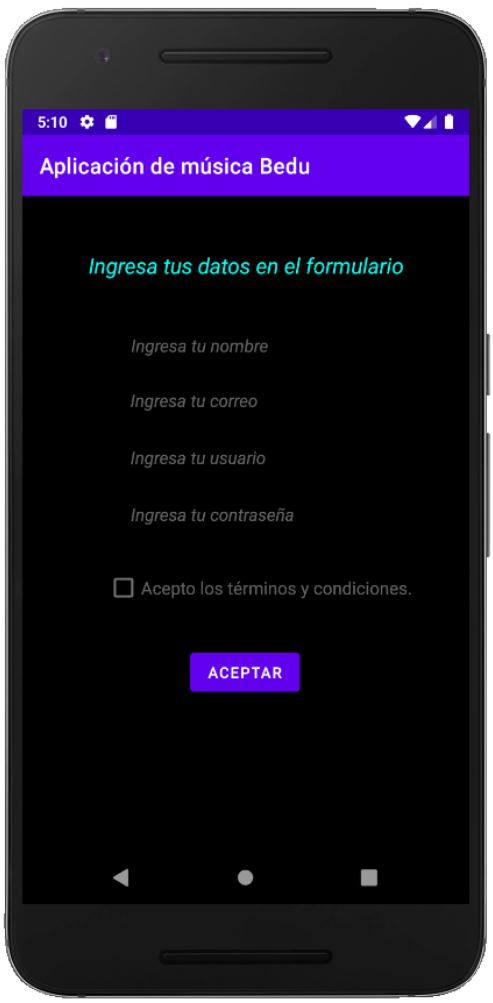 5:10
Aplicación de música Bedu
Ingresa tus datos en el formulario
Ingresa tu nombre
Ingresa tu correo
Ingresa tu usuario
Ingresa tu contraseña
Acepto los términos y condiciones.
ACEPTAR